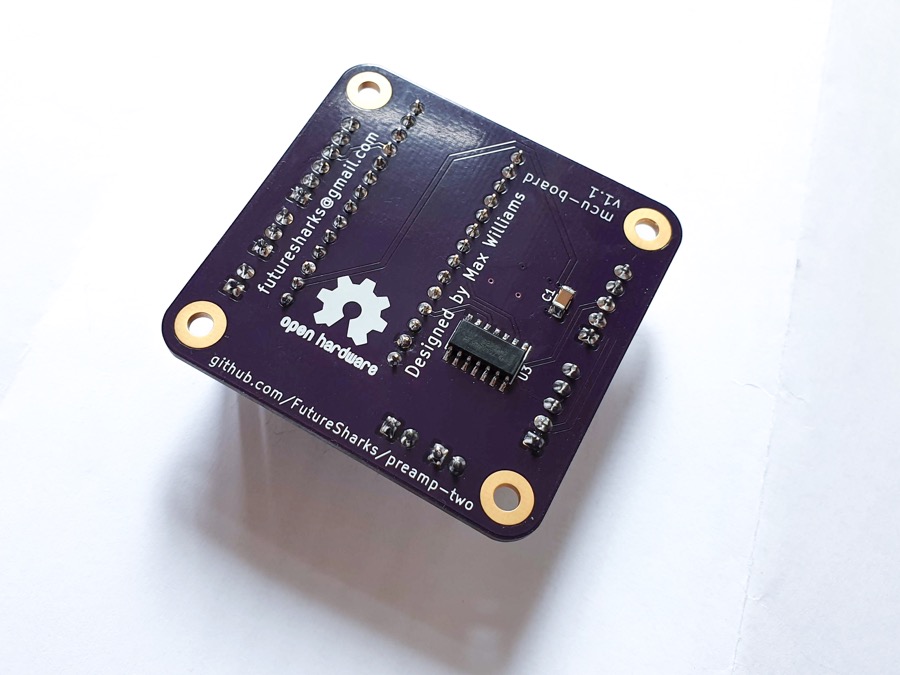 mcu-board
v1.1
futuresharks@gmail.com
Designed by Max Williams
C1
U3
open hardware
github.com/FutureSharks/preamp-two